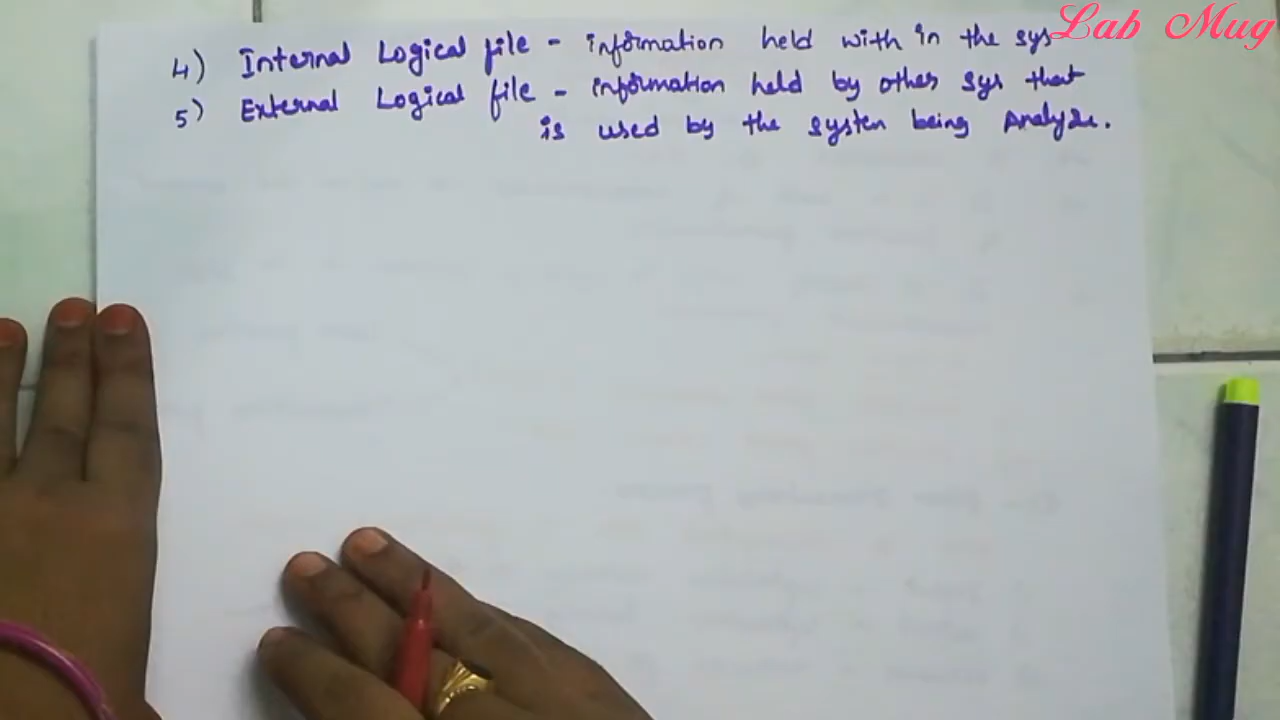 Lab Mug
4) Internal Logical file - information held with in the sys
5) External Logical file - information held by other sys that
is used by the system being Analyze.